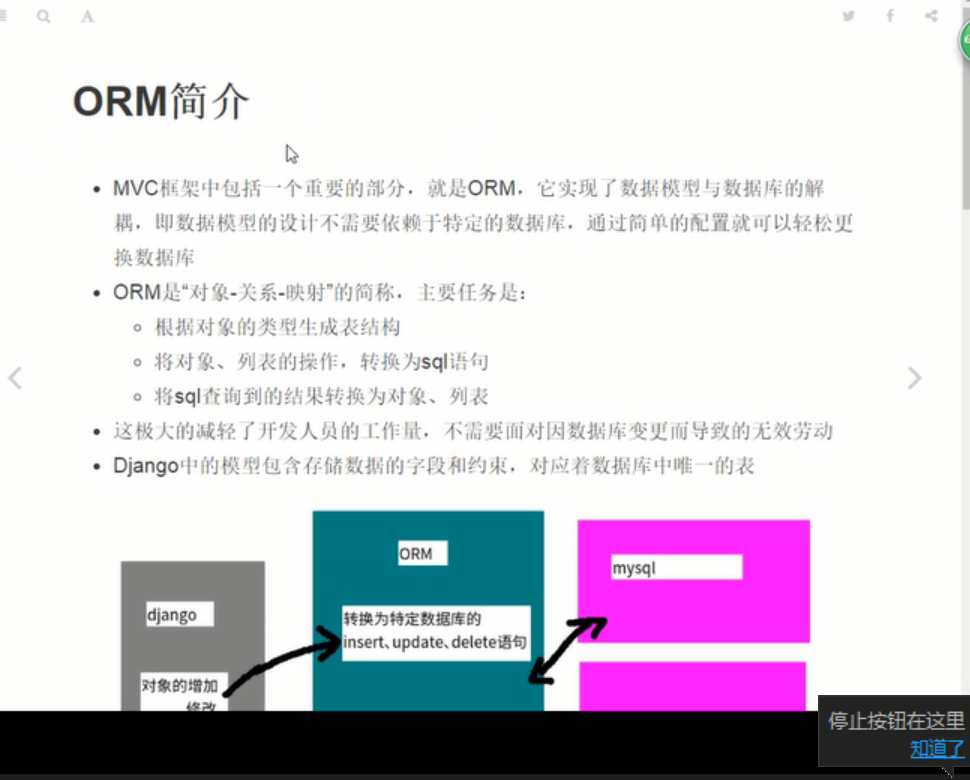 ORM简介
MVC框架中包括一个重要的部分，就是ORM，它实现了数据模型与数据库的解
耦，即数据模型的设计不需要依赖于特定的数据库，通过简单的配置就可以轻松更
换数据库
ORM是“对象-关系-映射”的简称，主要任务是：
根据对象的类型生成表结构
将对象、列表的操作，转换为sql语句
将sql查询到的结果转换为对象、列表
这极大的减轻了开发人员的工作量，不需要面对因数据库变更而导致的无效劳动
Django中的模型包含存储数据的字段和约束，对应着数据库中唯一的表
ORM
mysql
django
转换为特定数据库的
insert、update、delete语句
对象的增加
修改
停止按钮在这里
知道了